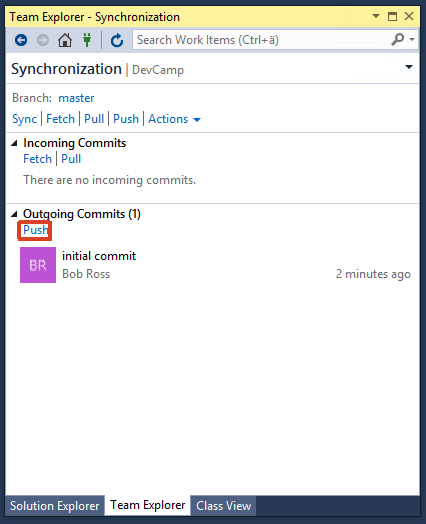 Team Explorer - Synchronization
Search Work Items (Ctrl+ä)
Synchronization | DevCamp
Branch: master
Sync | Fetch | Pull | Push | Actions
Incoming Commits
Fetch | Pull
There are no incoming commits.
Outgoing Commits (1)
Push
BR
initial commit
Bob Ross
2 minutes ago
Solution Explorer
Team Explorer
Class View